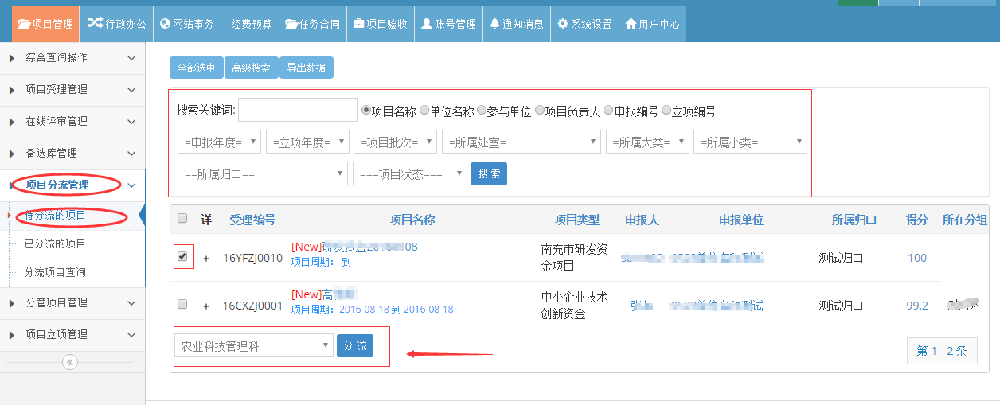 项目管理 行政办公 网站事务 经费预算 任务合同 项目验收 账号管理 通知消息 系统设置 用户中心
综合查询操作
项目受理管理
在线评审管理
备选库管理
项目分流管理
待分流的项目
已分流的项目
分流项目查询
分管项目管理
项目立项管理
全部选中 高级搜索 导出数据
搜索关键词: 项目名称 单位名称 参与单位 项目负责人 申报编号 立项编号
=申报年度= =立项年度= =项目批次= =所属处室= =所属大类= =所属小类=
==所属归口== ===项目状态=== 搜 索
详 受理编号 项目名称 项目类型 申报人 申报单位 所属归口 得分 所在分组
+ 16YFZJ0010 [New]研发资金 南充市研发资 测试归口 100
项目周期: 到 金项目
+ 16CXZJ0001 [New]高 中小企业技术 张 测试归口 99.2
项目周期: 2016-08-18 到 2016-08-18 创新资金
农业科技管理科 分 流
第 1 - 2 条